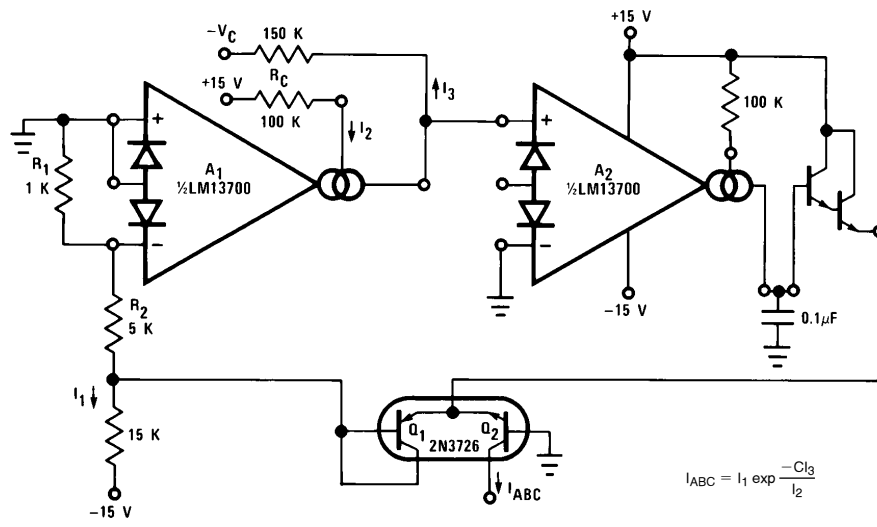 −VC
150 K
+15 V
RC
100 K
I3
I2
+
A1
½LM13700
−
R1
1 K
R2
5 K
I1
15 K
−15 V
+15 V
100 K
+
A2
½LM13700
−
−15 V
0.1μF
Q1
Q2
2N3726
IABC
IABC = I1 exp −CI3 / I2